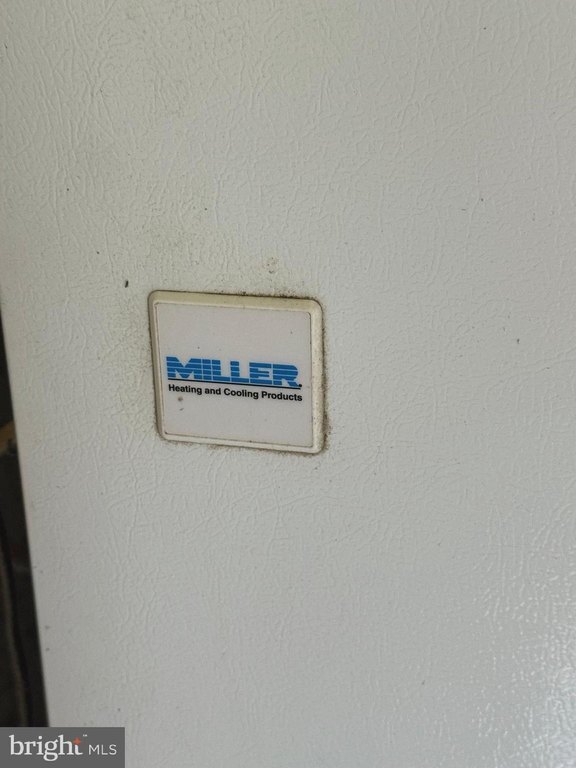 MILLER.
Heating and Cooling Products
bright MLS